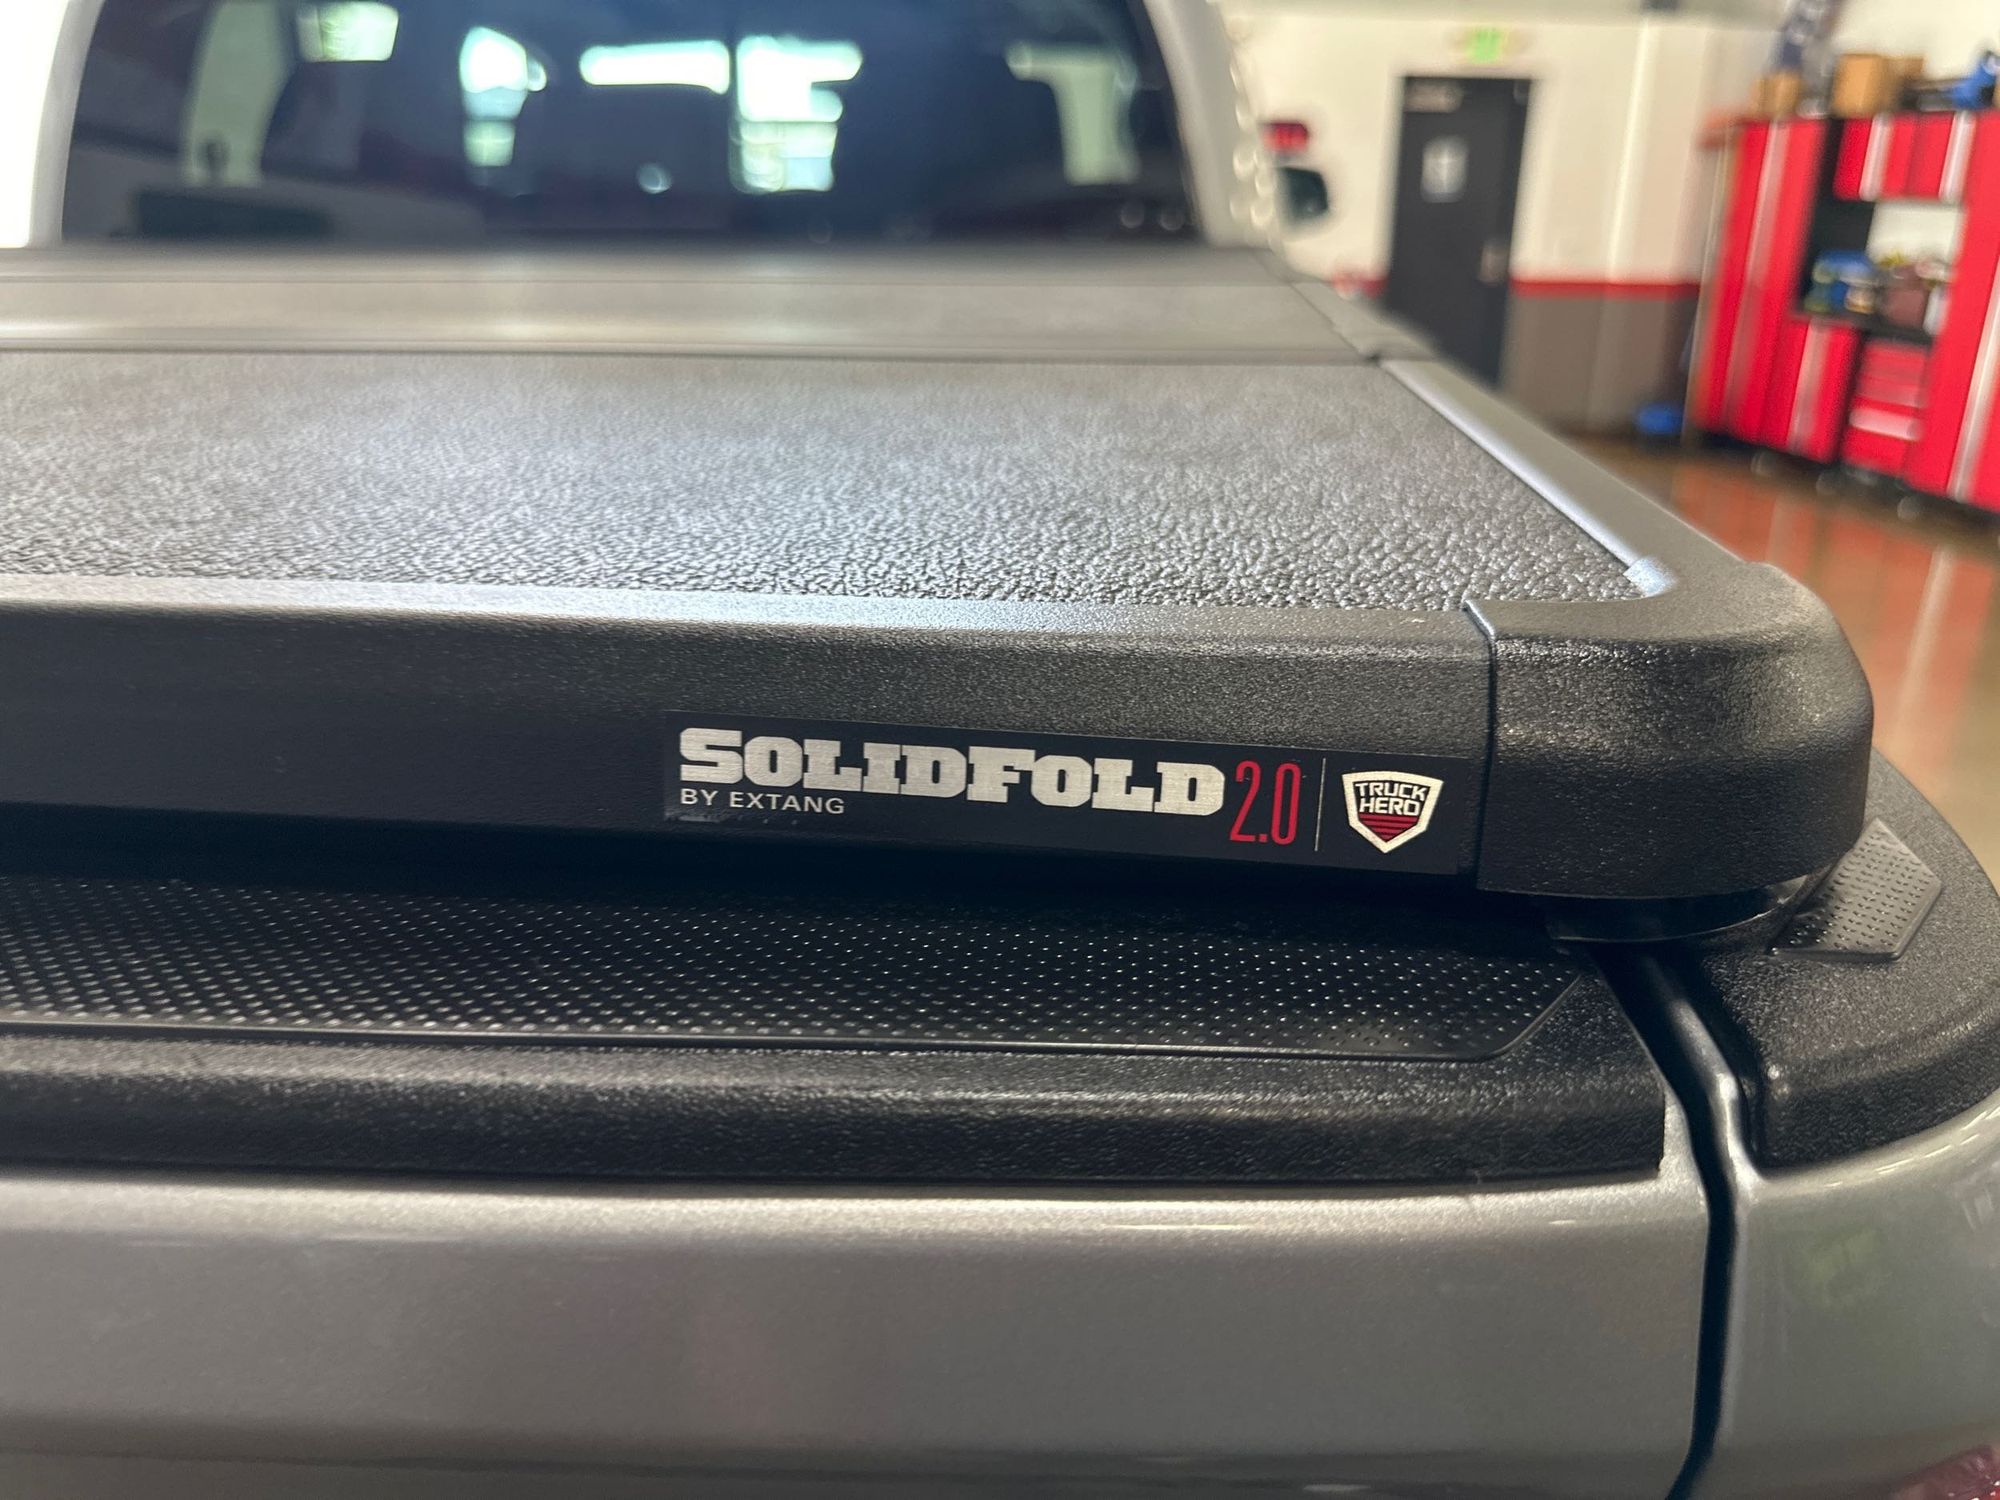 SOLIDFOLD 2.0
BY EXTANG
TRUCK
HERO